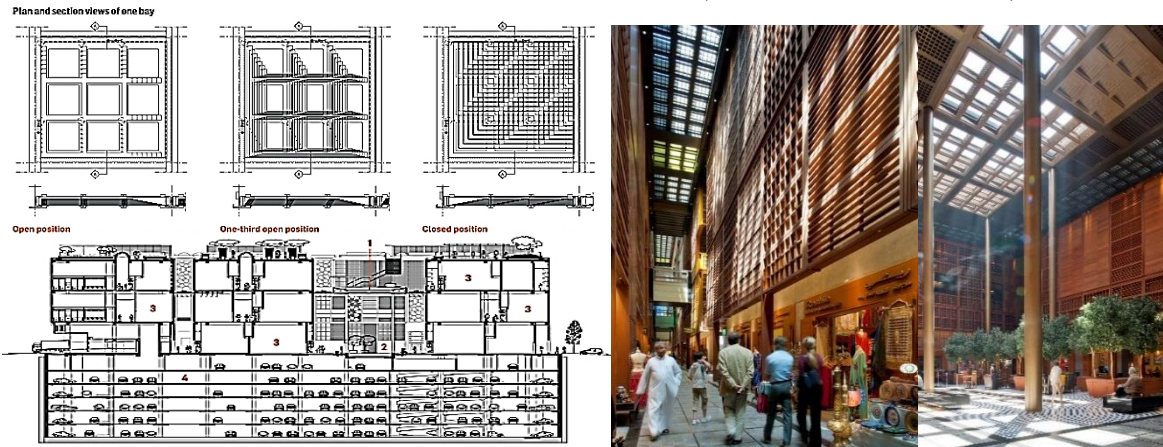 Plan and section views of one bay
Open position
One-third open position
Closed position
1
3
3
3
3
2
4